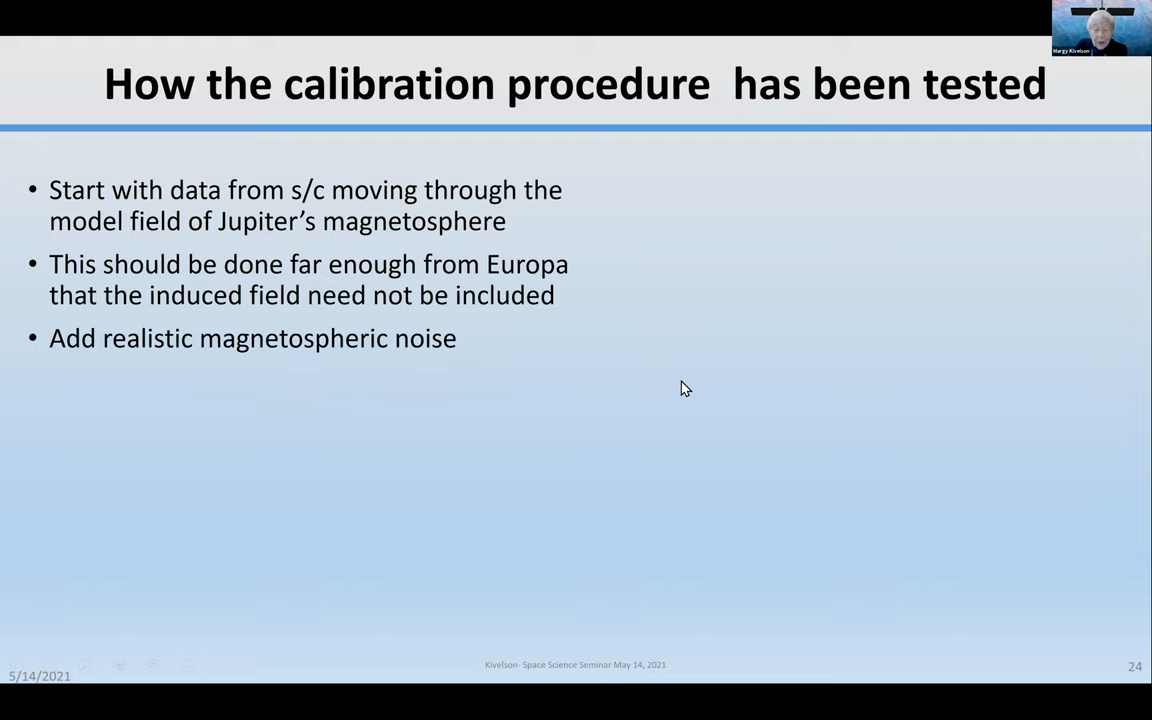 Margy Kivelson
How the calibration procedure  has been tested
• Start with data from s/c moving through the
model field of Jupiter’s magnetosphere
• This should be done far enough from Europa
that the induced field need not be included
• Add realistic magnetospheric noise
5/14/2021
Kivelson- Space Science Seminar May 14, 2021
24